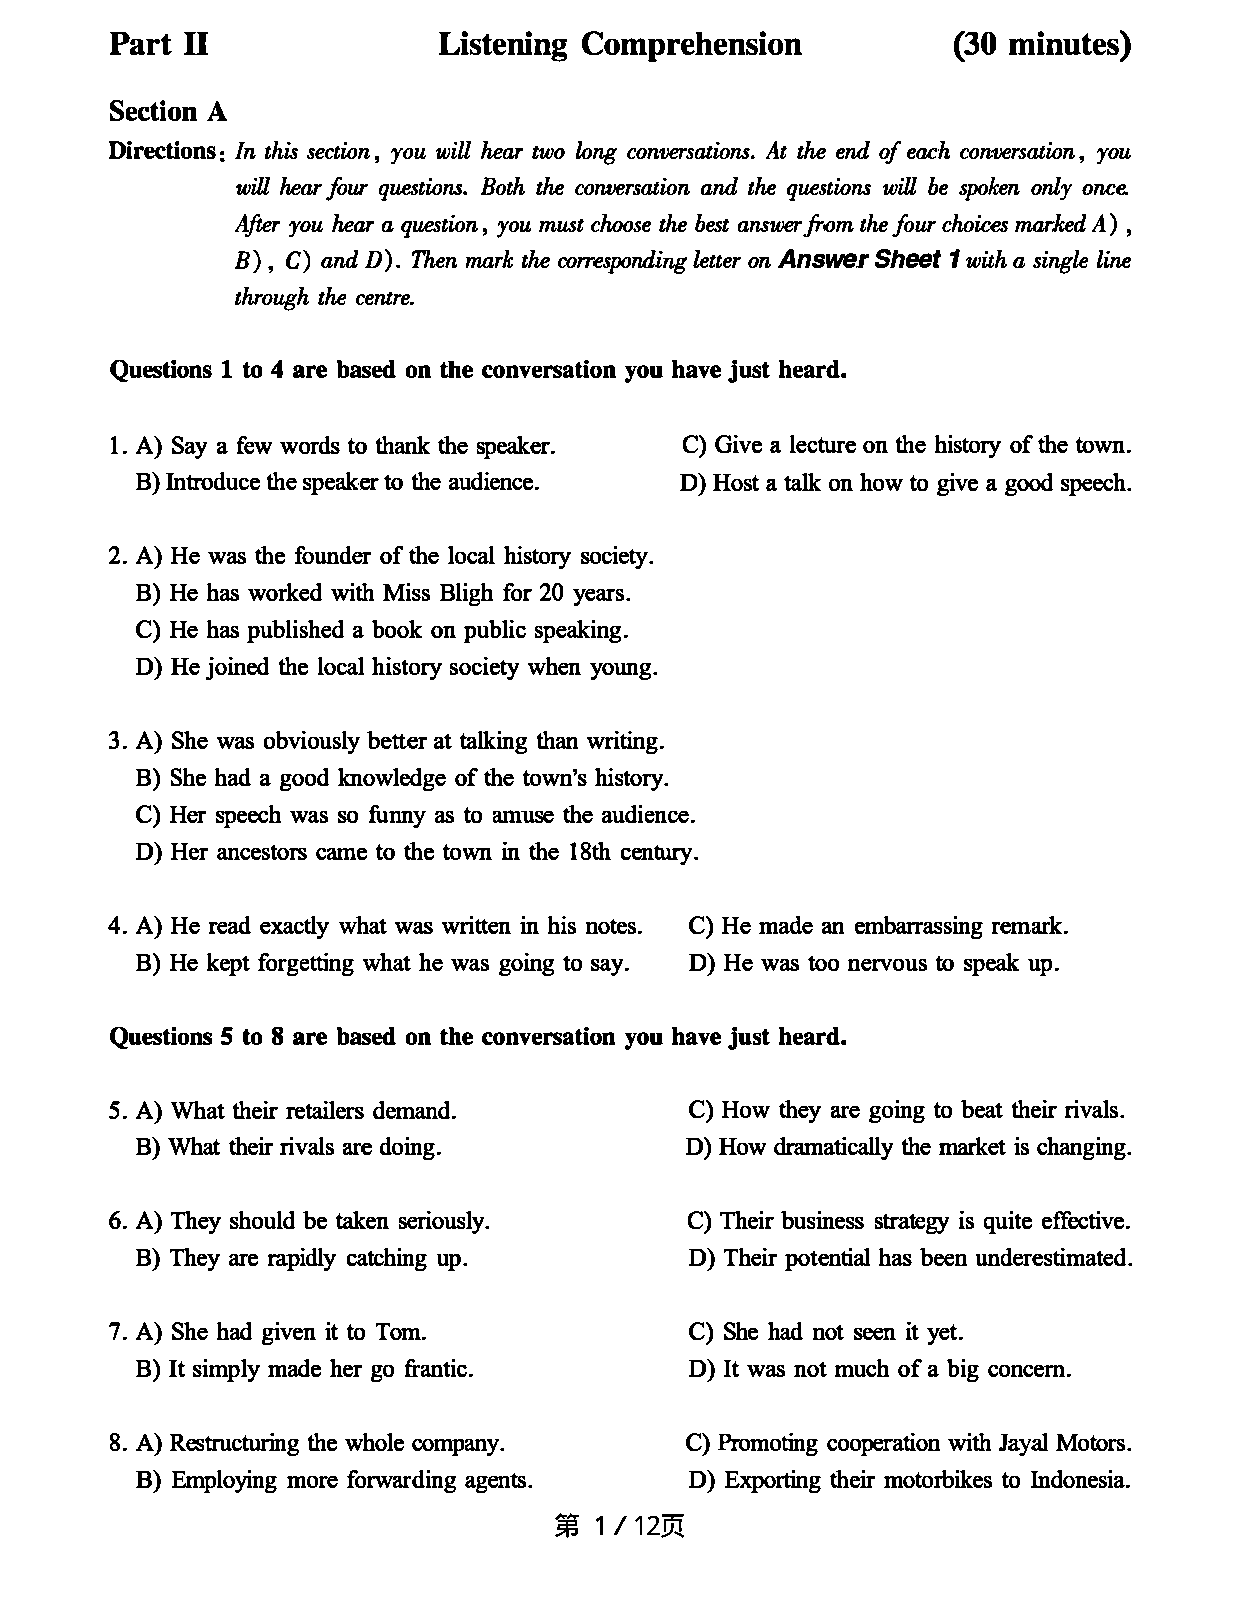 Part II Listening Comprehension (30 minutes)
Section A
Directions: In this section, you will hear two long conversations. At the end of each conversation, you
will hear four questions. Both the conversation and the questions will be spoken only once.
After you hear a question, you must choose the best answer from the four choices marked A),
B), C) and D). Then mark the corresponding letter on Answer Sheet 1 with a single line
through the centre.
Questions 1 to 4 are based on the conversation you have just heard.
1. A) Say a few words to thank the speaker. C) Give a lecture on the history of the town.
B) Introduce the speaker to the audience. D) Host a talk on how to give a good speech.
2. A) He was the founder of the local history society.
B) He has worked with Miss Bligh for 20 years.
C) He has published a book on public speaking.
D) He joined the local history society when young.
3. A) She was obviously better at talking than writing.
B) She had a good knowledge of the town's history.
C) Her speech was so funny as to amuse the audience.
D) Her ancestors came to the town in the 18th century.
4. A) He read exactly what was written in his notes. C) He made an embarrassing remark.
B) He kept forgetting what he was going to say. D) He was too nervous to speak up.
Questions 5 to 8 are based on the conversation you have just heard.
5. A) What their retailers demand. C) How they are going to beat their rivals.
B) What their rivals are doing. D) How dramatically the market is changing.
6. A) They should be taken seriously. C) Their business strategy is quite effective.
B) They are rapidly catching up. D) Their potential has been underestimated.
7. A) She had given it to Tom. C) She had not seen it yet.
B) It simply made her go frantic. D) It was not much of a big concern.
8. A) Restructuring the whole company. C) Promoting cooperation with Jayal Motors.
B) Employing more forwarding agents. D) Exporting their motorbikes to Indonesia.
第 1 / 12页